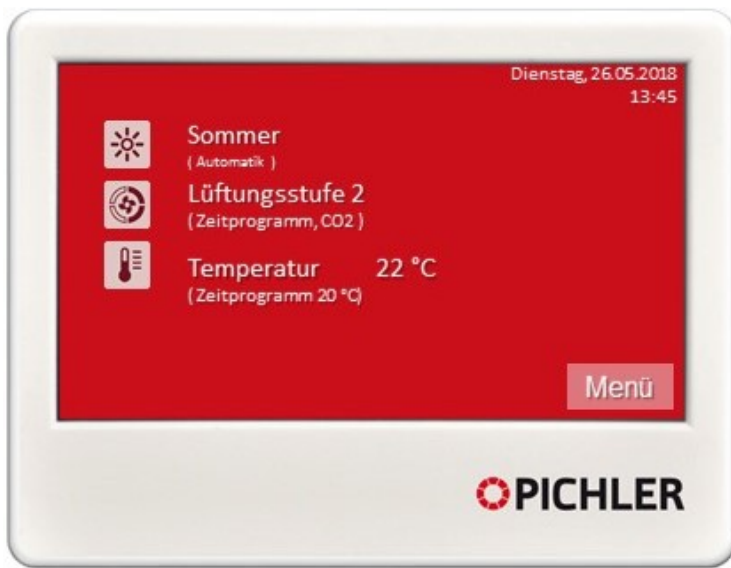 Dienstag, 26.05.2018
13:45
Sommer
( Automatik )
Lüftungsstufe 2
(Zeitprogramm, CO2 )
Temperatur 22 °C
(Zeitprogramm 20 °C)
Menü
PICHLER